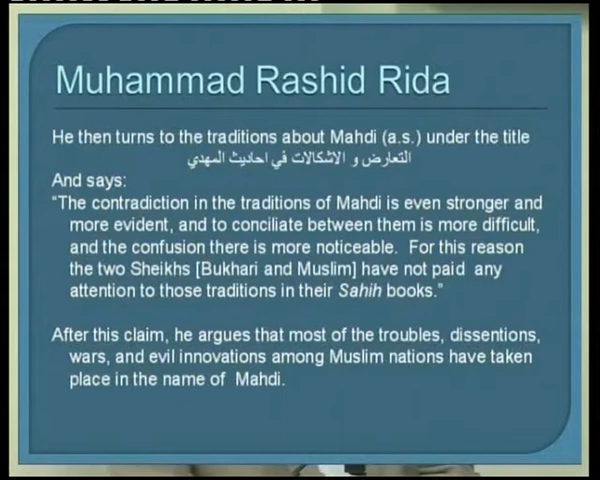 Muhammad Rashid Rida
He then turns to the traditions about Mahdi (a.s.) under the title
التعارض و الاشكالات في احاديث المهدي
And says:
"The contradiction in the traditions of Mahdi is even stronger and
more evident, and to conciliate between them is more difficult,
and the confusion there is more noticeable. For this reason
the two Sheikhs [Bukhari and Muslim] have not paid any
attention to those traditions in their Sahih books."
After this claim, he argues that most of the troubles, dissentions,
wars, and evil innovations among Muslim nations have taken
place in the name of Mahdi.